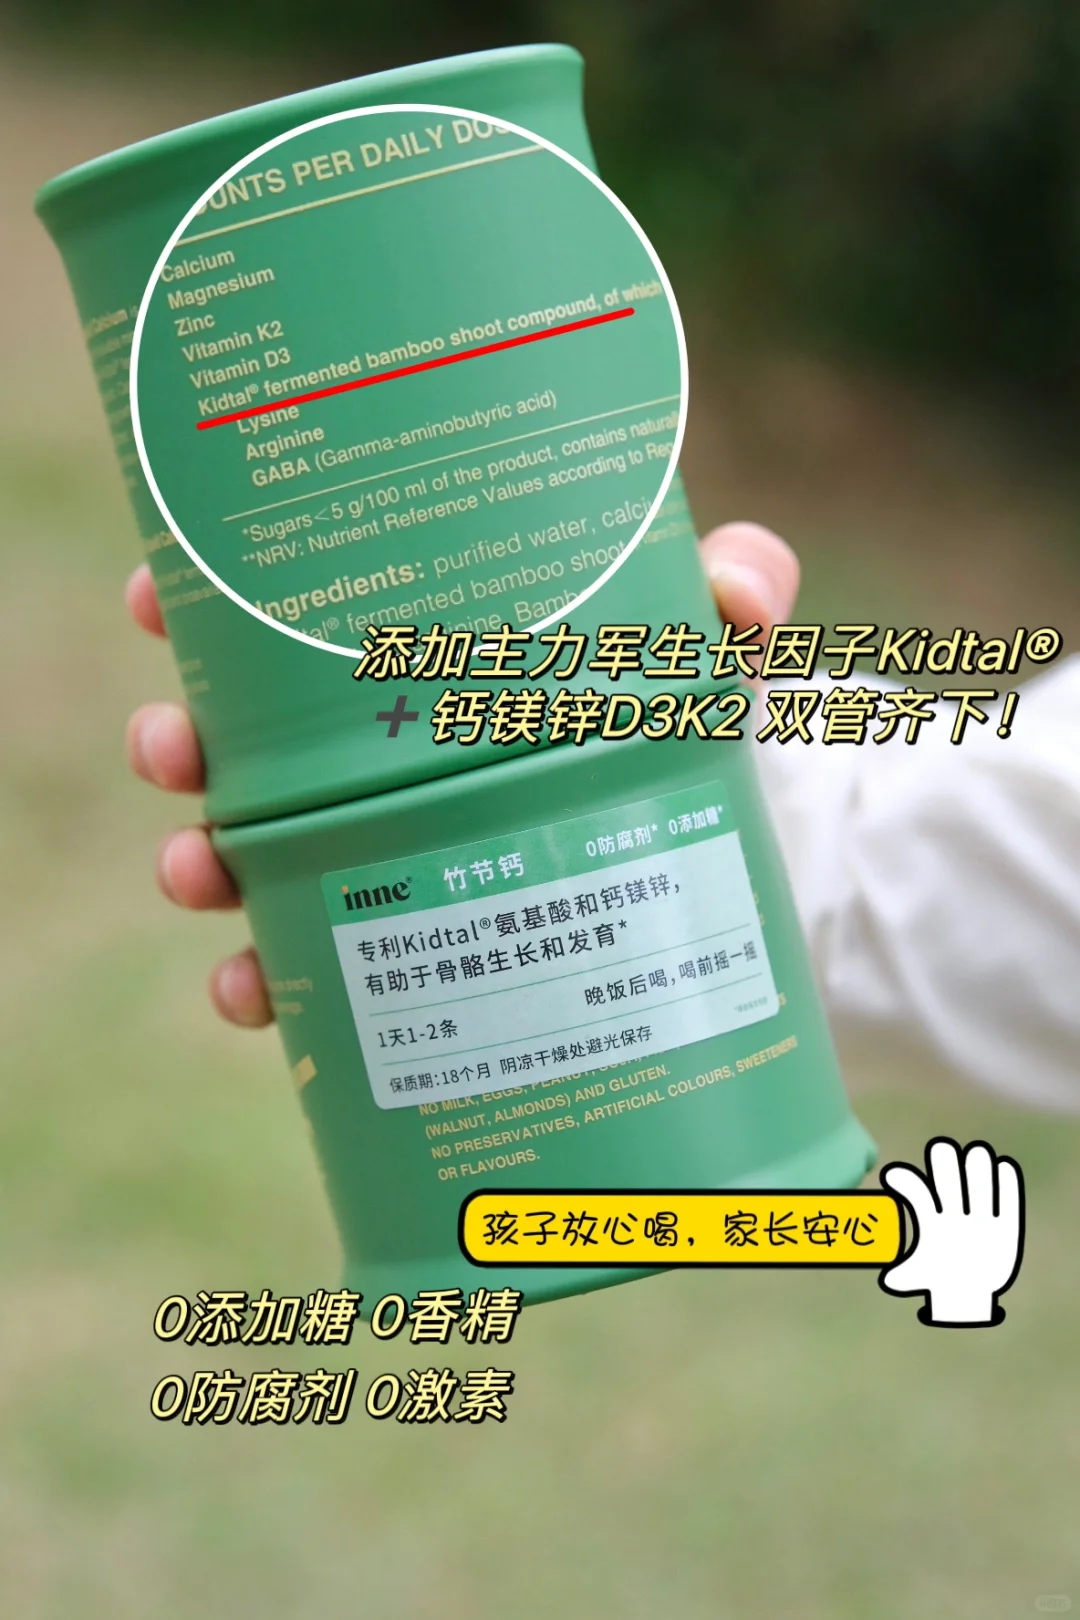 PER DAILY
Calcium
Magnesium
Zinc
Vitamin K2
Vitamin D3
Kidtal® fermented bamboo shoot compound, of which
Lysine
Arginine
GABA (Gamma-aminobutyric acid)
*Sugars<5 g/100 ml of the product, contains
**NRV: Nutrient Reference Values according to
Ingredients: purified water,
fermented bamboo shoot
添加主力军生长因子Kidtal®
➕钙镁锌D3K2 双管齐下!
inne® 竹节钙 0防腐剂* 0添加糖*
专利Kidtal®氨基酸和钙镁锌,
有助于骨骼生长和发育*
晚饭后喝,喝前摇一摇
1天1-2条
保质期:18个月 阴凉干燥处避光保存
NO MILK, EGGS, PEANUT,
(WALNUT, ALMONDS) AND GLUTEN.
NO PRESERVATIVES, ARTIFICIAL COLOURS, SWEETENERS
OR FLAVOURS.
孩子放心喝，家长安心
0添加糖 0香精
0防腐剂 0激素